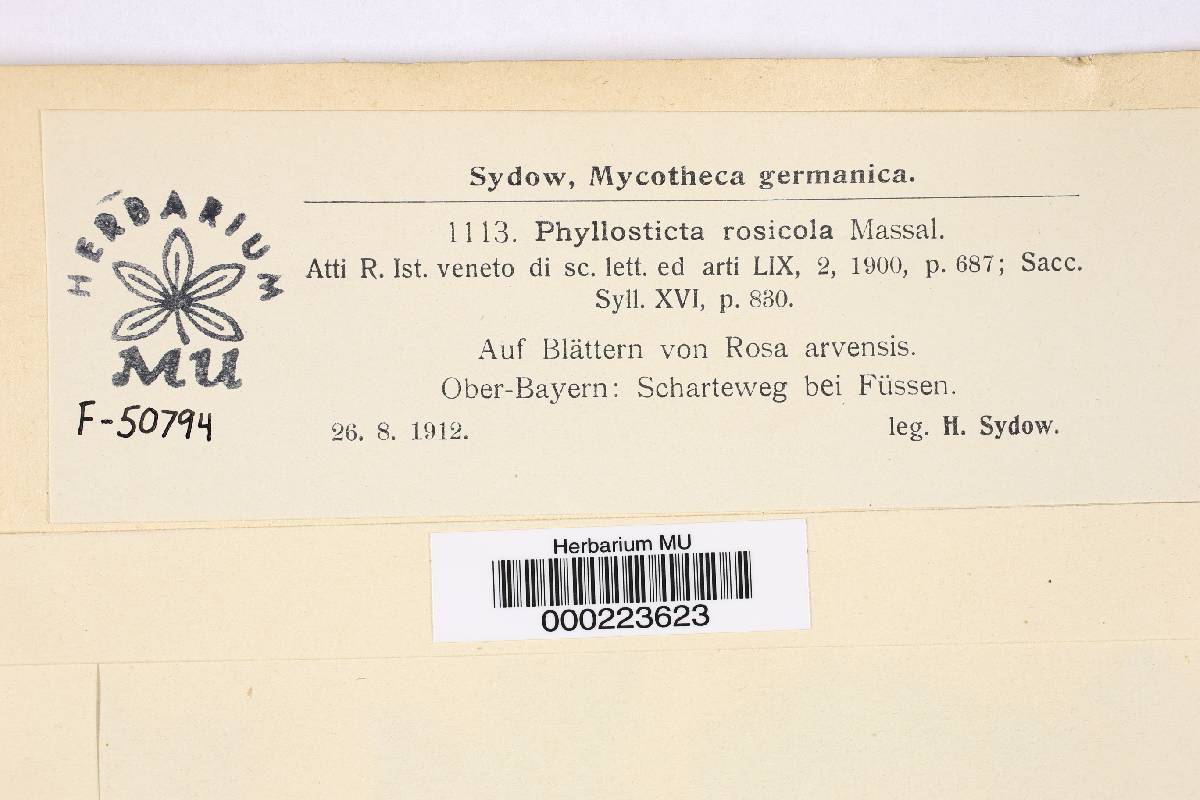 Sydow, Mycotheca germanica.
1113. Phyllosticta rosicola Massal.
Atti R. Ist. veneto di sc. lett. ed arti LIX, 2, 1900, p. 687; Sacc.
Syll. XVI, p. 830.
Auf Blättern von Rosa arvensis.
Ober-Bayern: Scharteweg bei Füssen.
26. 8. 1912. leg. H. Sydow.
HERBARIUM
MU
F-50794
Herbarium MU
000223623